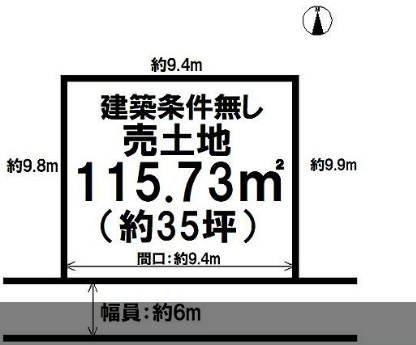 約9.4m
建築条件無し
売土地
約9.8m
115.73㎡
約9.9m
（約35坪）
間口：約9.4m
幅員：約6m